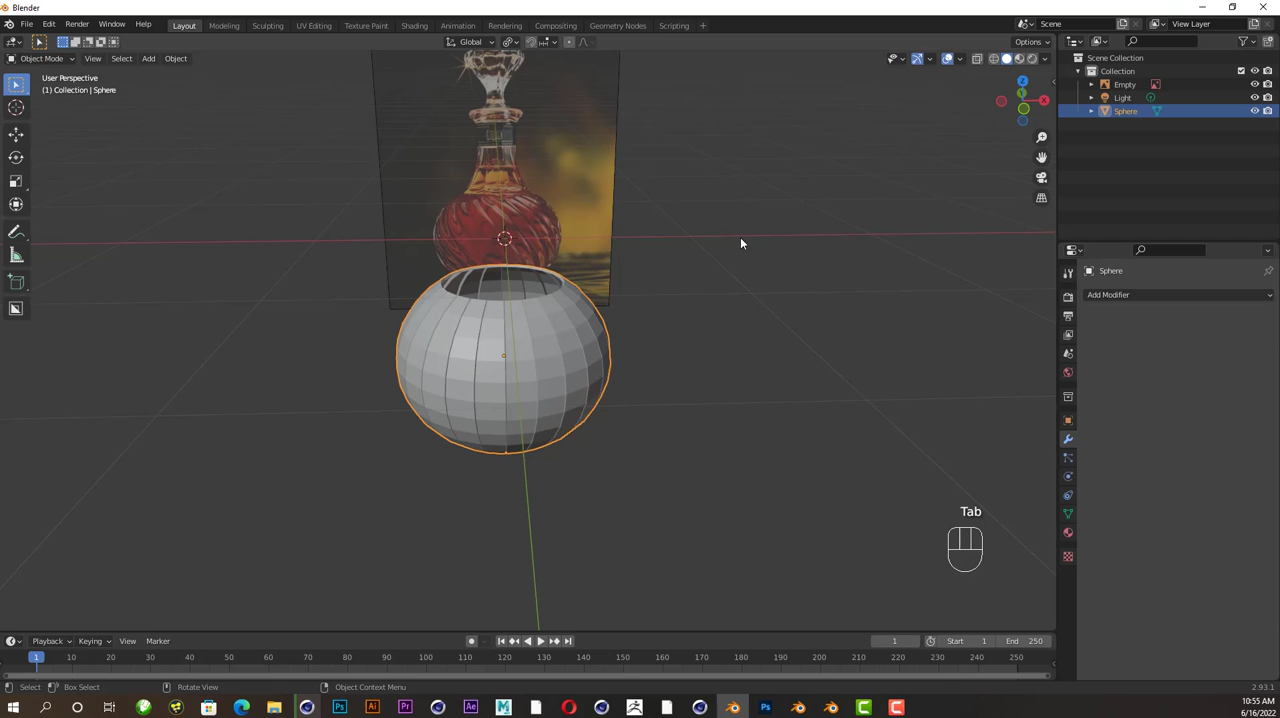 Blender
File Edit Render Window Help Layout Modeling Sculpting UV Editing Texture Paint Shading Animation Rendering Compositing Geometry Nodes Scripting + Scene View Layer
Global Options
Object Mode View Select Add Object
User Perspective
(1) Collection | Sphere
X
Y
Z
Scene Collection
Collection
Empty
Light
Sphere
Sphere
Add Modifier
Tab
Playback Keying View Marker 1 Start 1 End 250
1 10 20 30 40 50 60 70 80 90 100 110 120 130 140 150 160 170 180 190 200 210 220 230 240 250
Select Box Select Rotate View Object Context Menu 2.93.1
Ps Ai Pr Ae M Ps C
10:55 AM
6/16/2022